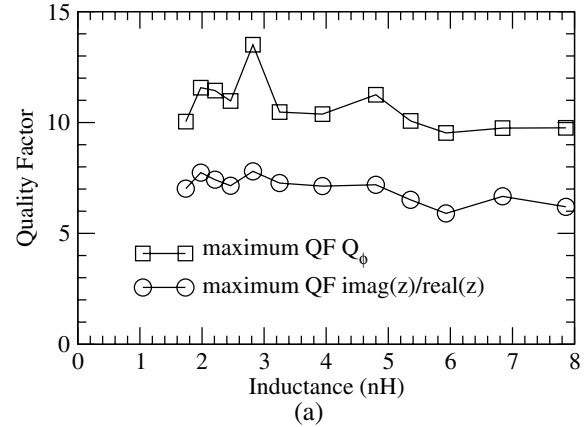 15
10
5
0
Quality Factor
maximum QF Q_ϕ
maximum QF imag(z)/real(z)
0 1 2 3 4 5 6 7 8
Inductance (nH)
(a)